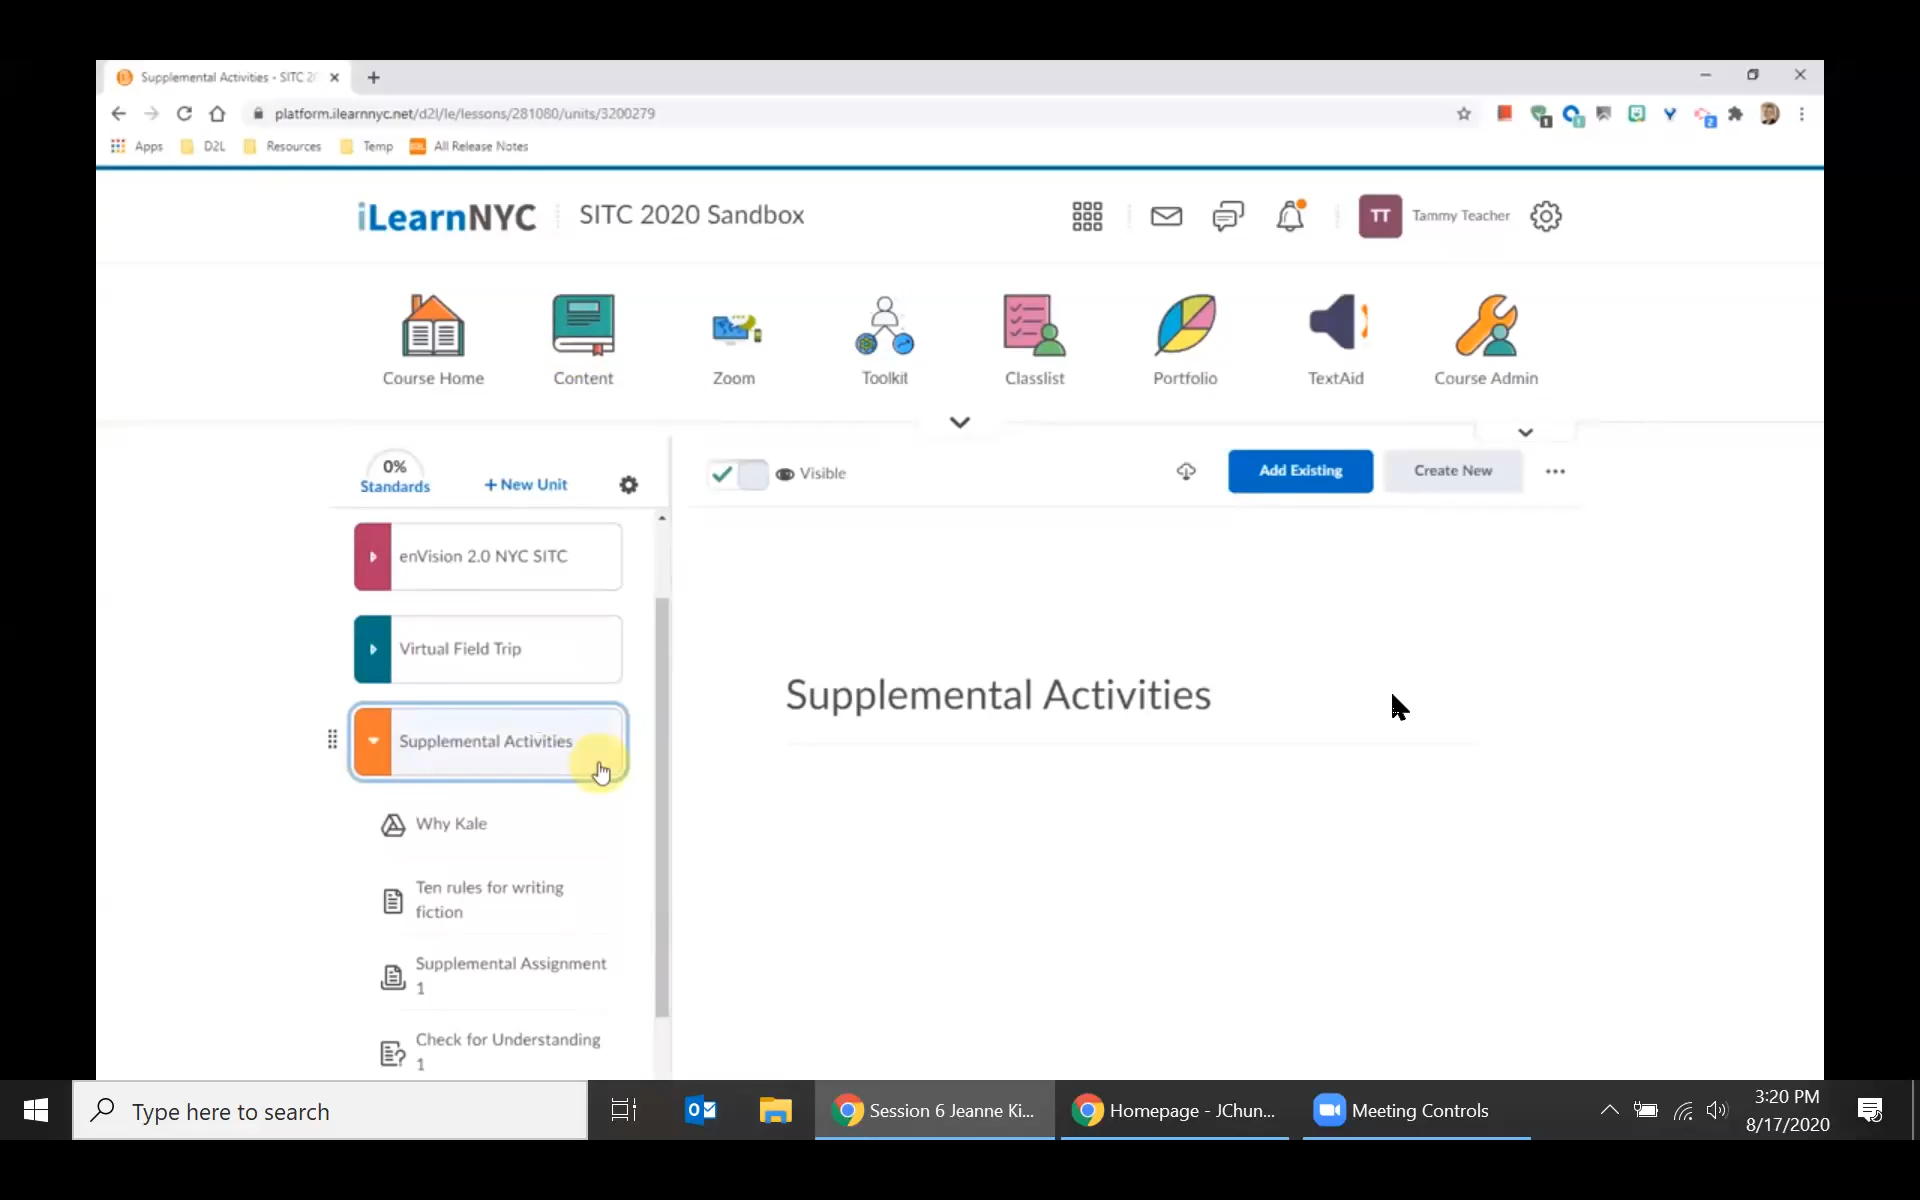 Supplemental Activities - SITC 20
platform.ilearnnyc.net/d2l/le/lessons/281080/units/3200279
Apps D2L Resources Temp All Release Notes
iLearnNYC SITC 2020 Sandbox TT Tammy Teacher
Course Home Content Zoom Toolkit Classlist Portfolio TextAid Course Admin
0%
Standards
+ New Unit
Visible
Add Existing
Create New
enVision 2.0 NYC SITC
Virtual Field Trip
Supplemental Activities
Why Kale
Ten rules for writing
fiction
Supplemental Assignment
1
Check for Understanding
1
Supplemental Activities
Type here to search
Session 6 Jeanne Ki...
Homepage - JChun...
Meeting Controls
3:20 PM
8/17/2020